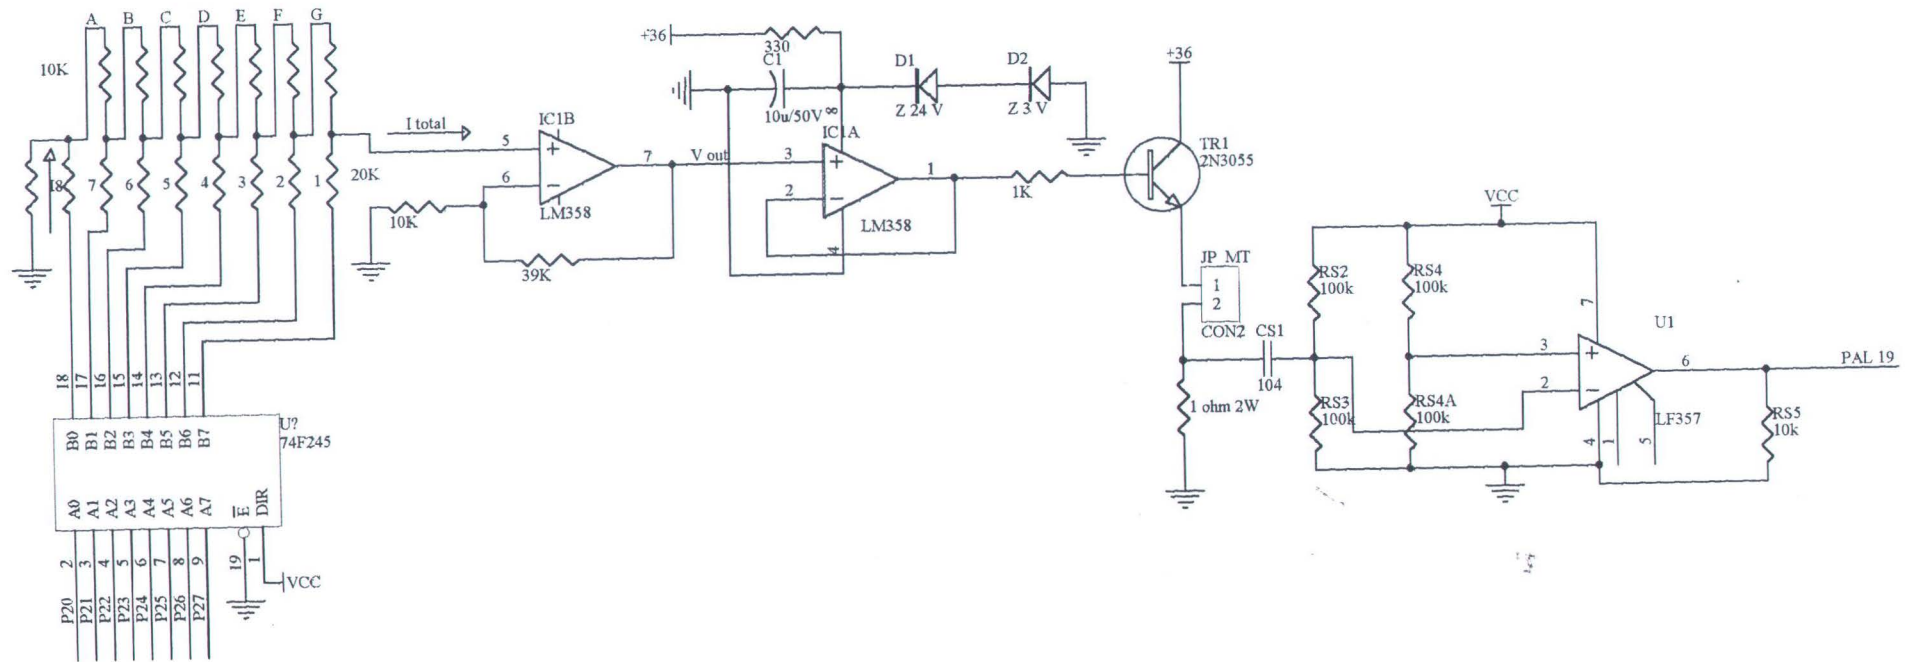 A B C D E F G
10K
I8 7 6 5 4 3 2 1 20K
I total
IC1B
5
6
7
LM358
10K
39K
V out
+36
330
C1
10u/50V
8
D1
Z 24 V
D2
Z 3 V
IC1A
3
2
1
4
LM358
1K
+36
TR1
2N3055
JP_MT
1
2
CON2
CS1
104
1 ohm 2W
VCC
RS2
100k
RS4
100k
RS3
100k
RS4A
100k
7
U1
3
2
6
PAL 19
LF357
4
1
5
RS5
10k
18 17 16 15 14 13 12 11
U?
74F245
B0 B1 B2 B3 B4 B5 B6 B7
A0 A1 A2 A3 A4 A5 A6 A7 E DIR
2 3 4 5 6 7 8 9 19 1
VCC
P20 P21 P22 P23 P24 P25 P26 P27